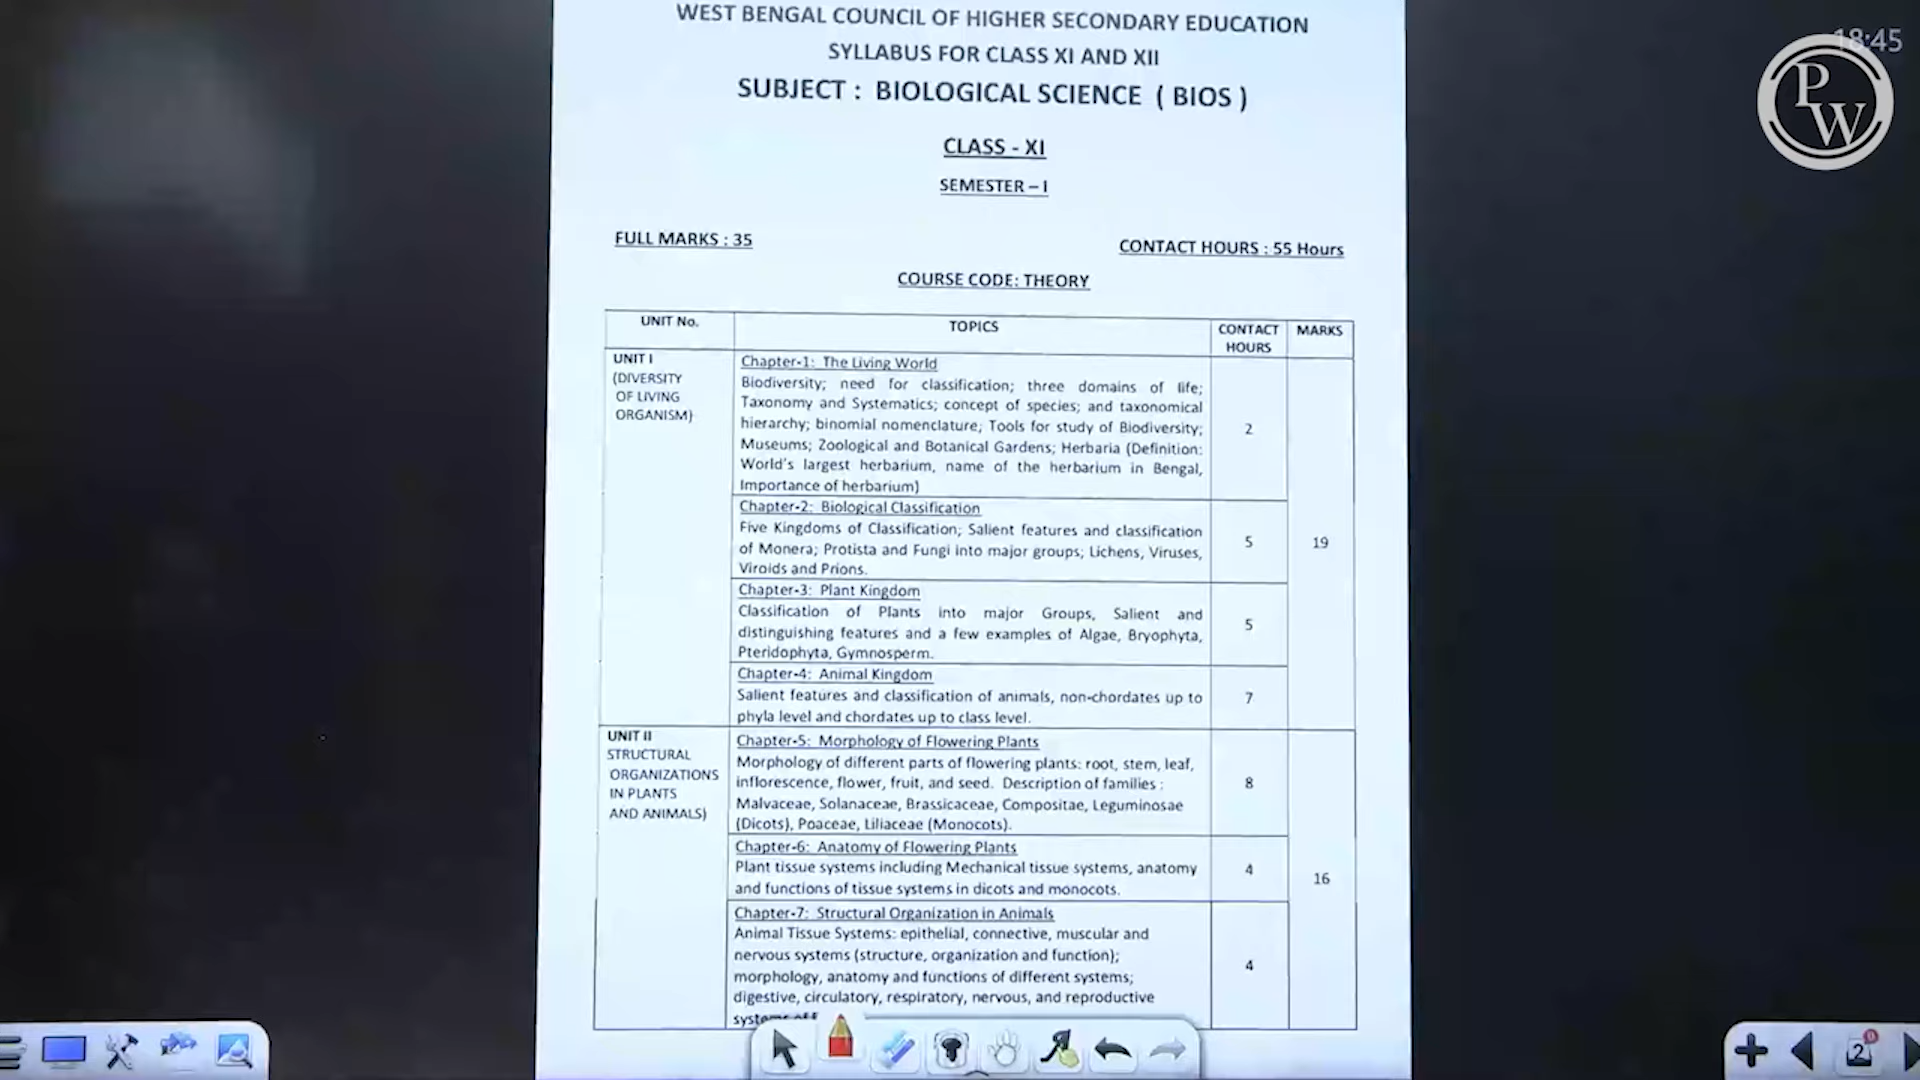 WEST BENGAL COUNCIL OF HIGHER SECONDARY EDUCATION
SYLLABUS FOR CLASS XI AND XII
SUBJECT : BIOLOGICAL SCIENCE ( BIOS )
CLASS - XI
SEMESTER – I
FULL MARKS : 35
CONTACT HOURS : 55 Hours
COURSE CODE: THEORY
UNIT No.
TOPICS
CONTACT
HOURS
MARKS
UNIT I
(DIVERSITY
OF LIVING
ORGANISM)
Chapter-1: The Living World
Biodiversity; need for classification; three domains of life;
Taxonomy and Systematics; concept of species; and taxonomical
hierarchy; binomial nomenclature; Tools for study of Biodiversity;
Museums; Zoological and Botanical Gardens; Herbaria (Definition:
World's largest herbarium, name of the herbarium in Bengal,
Importance of herbarium)
2
Chapter-2: Biological Classification
Five Kingdoms of Classification; Salient features and classification
of Monera; Protista and Fungi into major groups; Lichens, Viruses,
Viroids and Prions.
5
19
Chapter-3: Plant Kingdom
Classification of Plants into major Groups, Salient and
distinguishing features and a few examples of Algae, Bryophyta,
Pteridophyta, Gymnosperm.
5
Chapter-4: Animal Kingdom
Salient features and classification of animals, non-chordates up to
phyla level and chordates up to class level.
7
UNIT II
STRUCTURAL
ORGANIZATIONS
IN PLANTS
AND ANIMALS)
Chapter-5: Morphology of Flowering Plants
Morphology of different parts of flowering plants: root, stem, leaf,
inflorescence, flower, fruit, and seed. Description of families :
Malvaceae, Solanaceae, Brassicaceae, Compositae, Leguminosae
(Dicots), Poaceae, Liliaceae (Monocots).
8
Chapter-6: Anatomy of Flowering Plants
Plant tissue systems including Mechanical tissue systems, anatomy
and functions of tissue systems in dicots and monocots.
4
16
Chapter-7: Structural Organization in Animals
Animal Tissue Systems: epithelial, connective, muscular and
nervous systems (structure, organization and function);
morphology, anatomy and functions of different systems;
digestive, circulatory, respiratory, nervous, and reproductive
4
18:45
PW
2
0